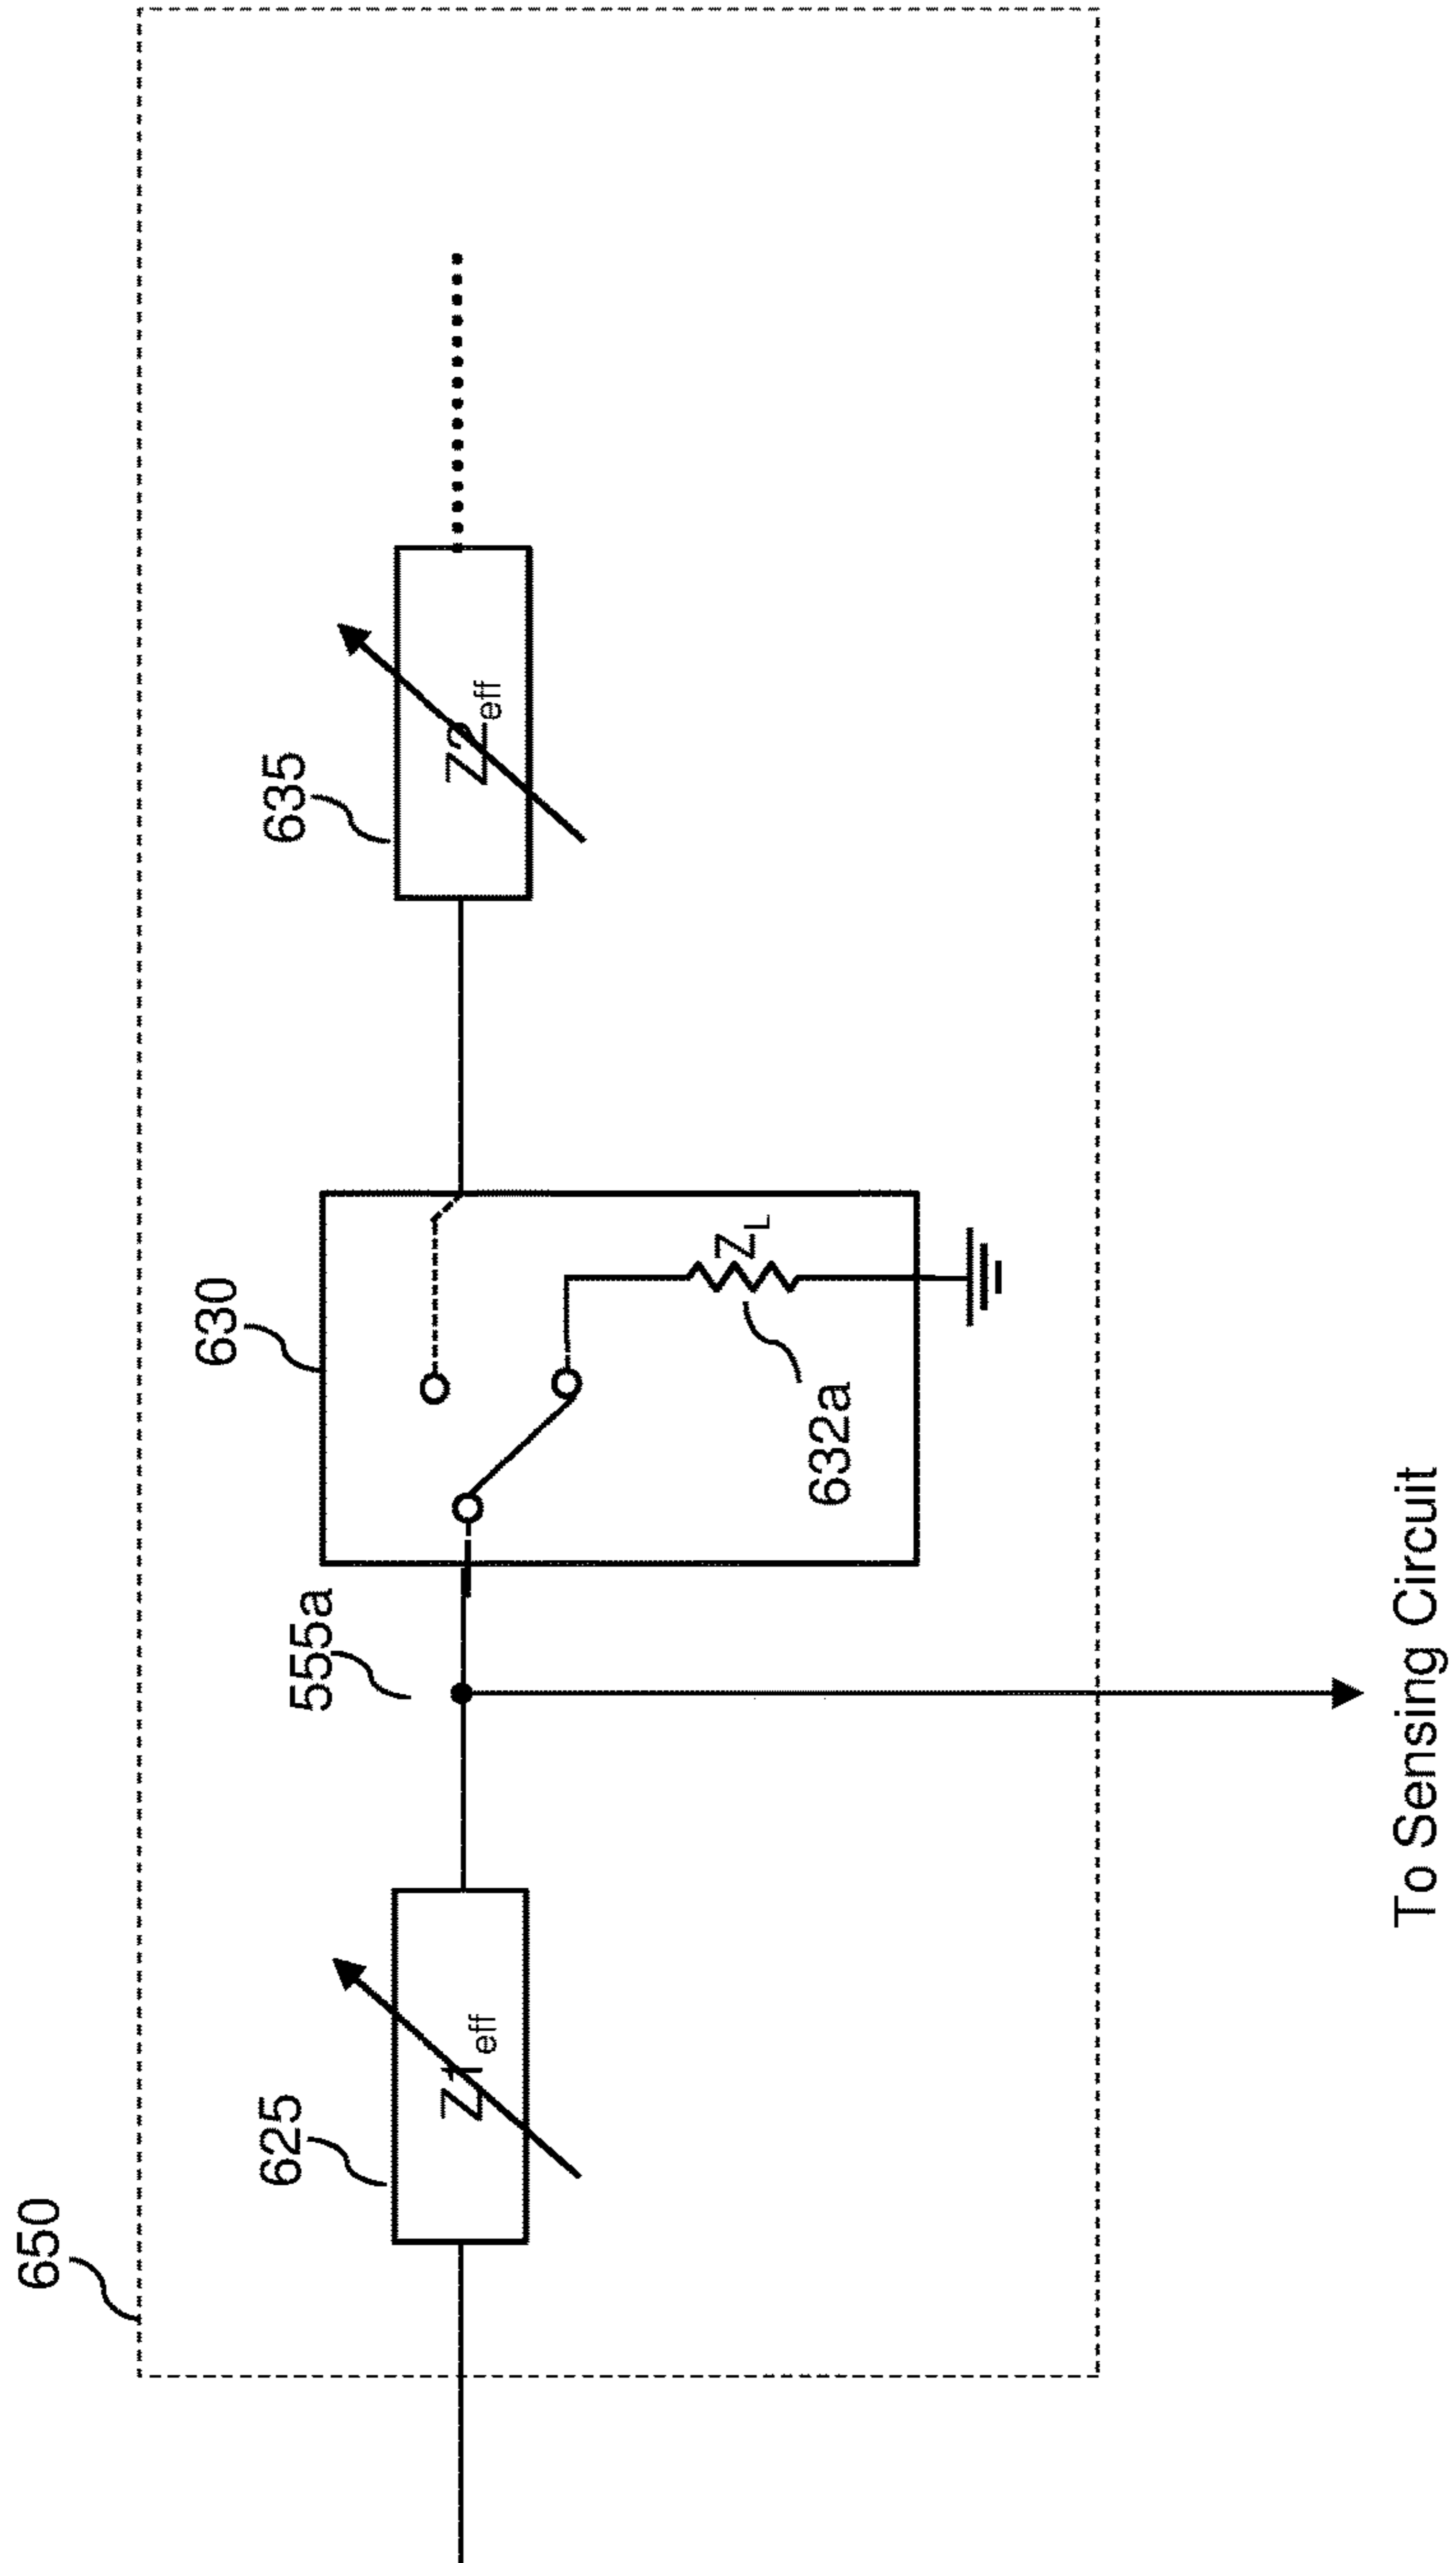 650
625
Z1eff
555a
630
632a
ZL
635
Z2eff
To Sensing Circuit